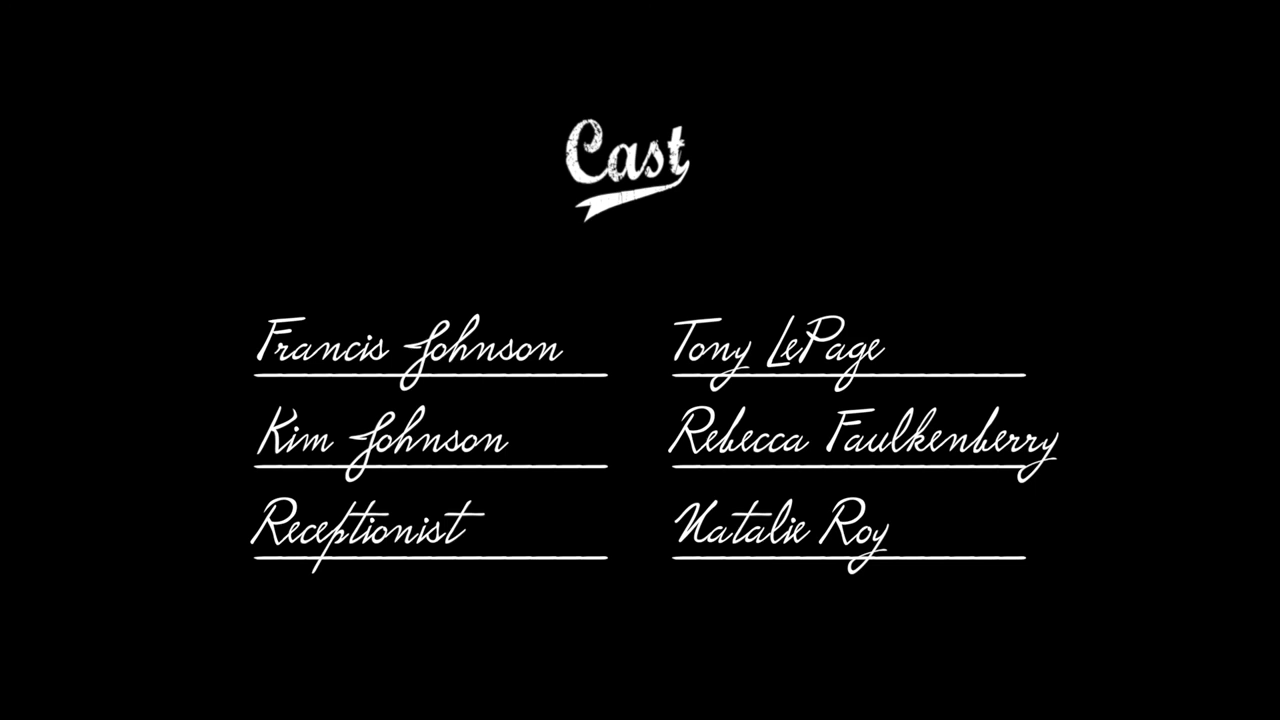 Cast
Francis Johnson Tony LePage
Kim Johnson Rebecca Faulkenberry
Receptionist Natalie Roy